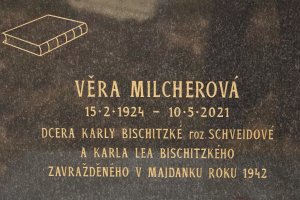 VĚRA MILCHEROVÁ
15·2·1924 – 10·5·2021
DCERA KARLY BISCHITZKÉ roz SCHVEIDOVÉ
A KARLA LEA BISCHITZKÉHO
ZAVRAŽDĚNÉHO V MAJDANKU ROKU 1942